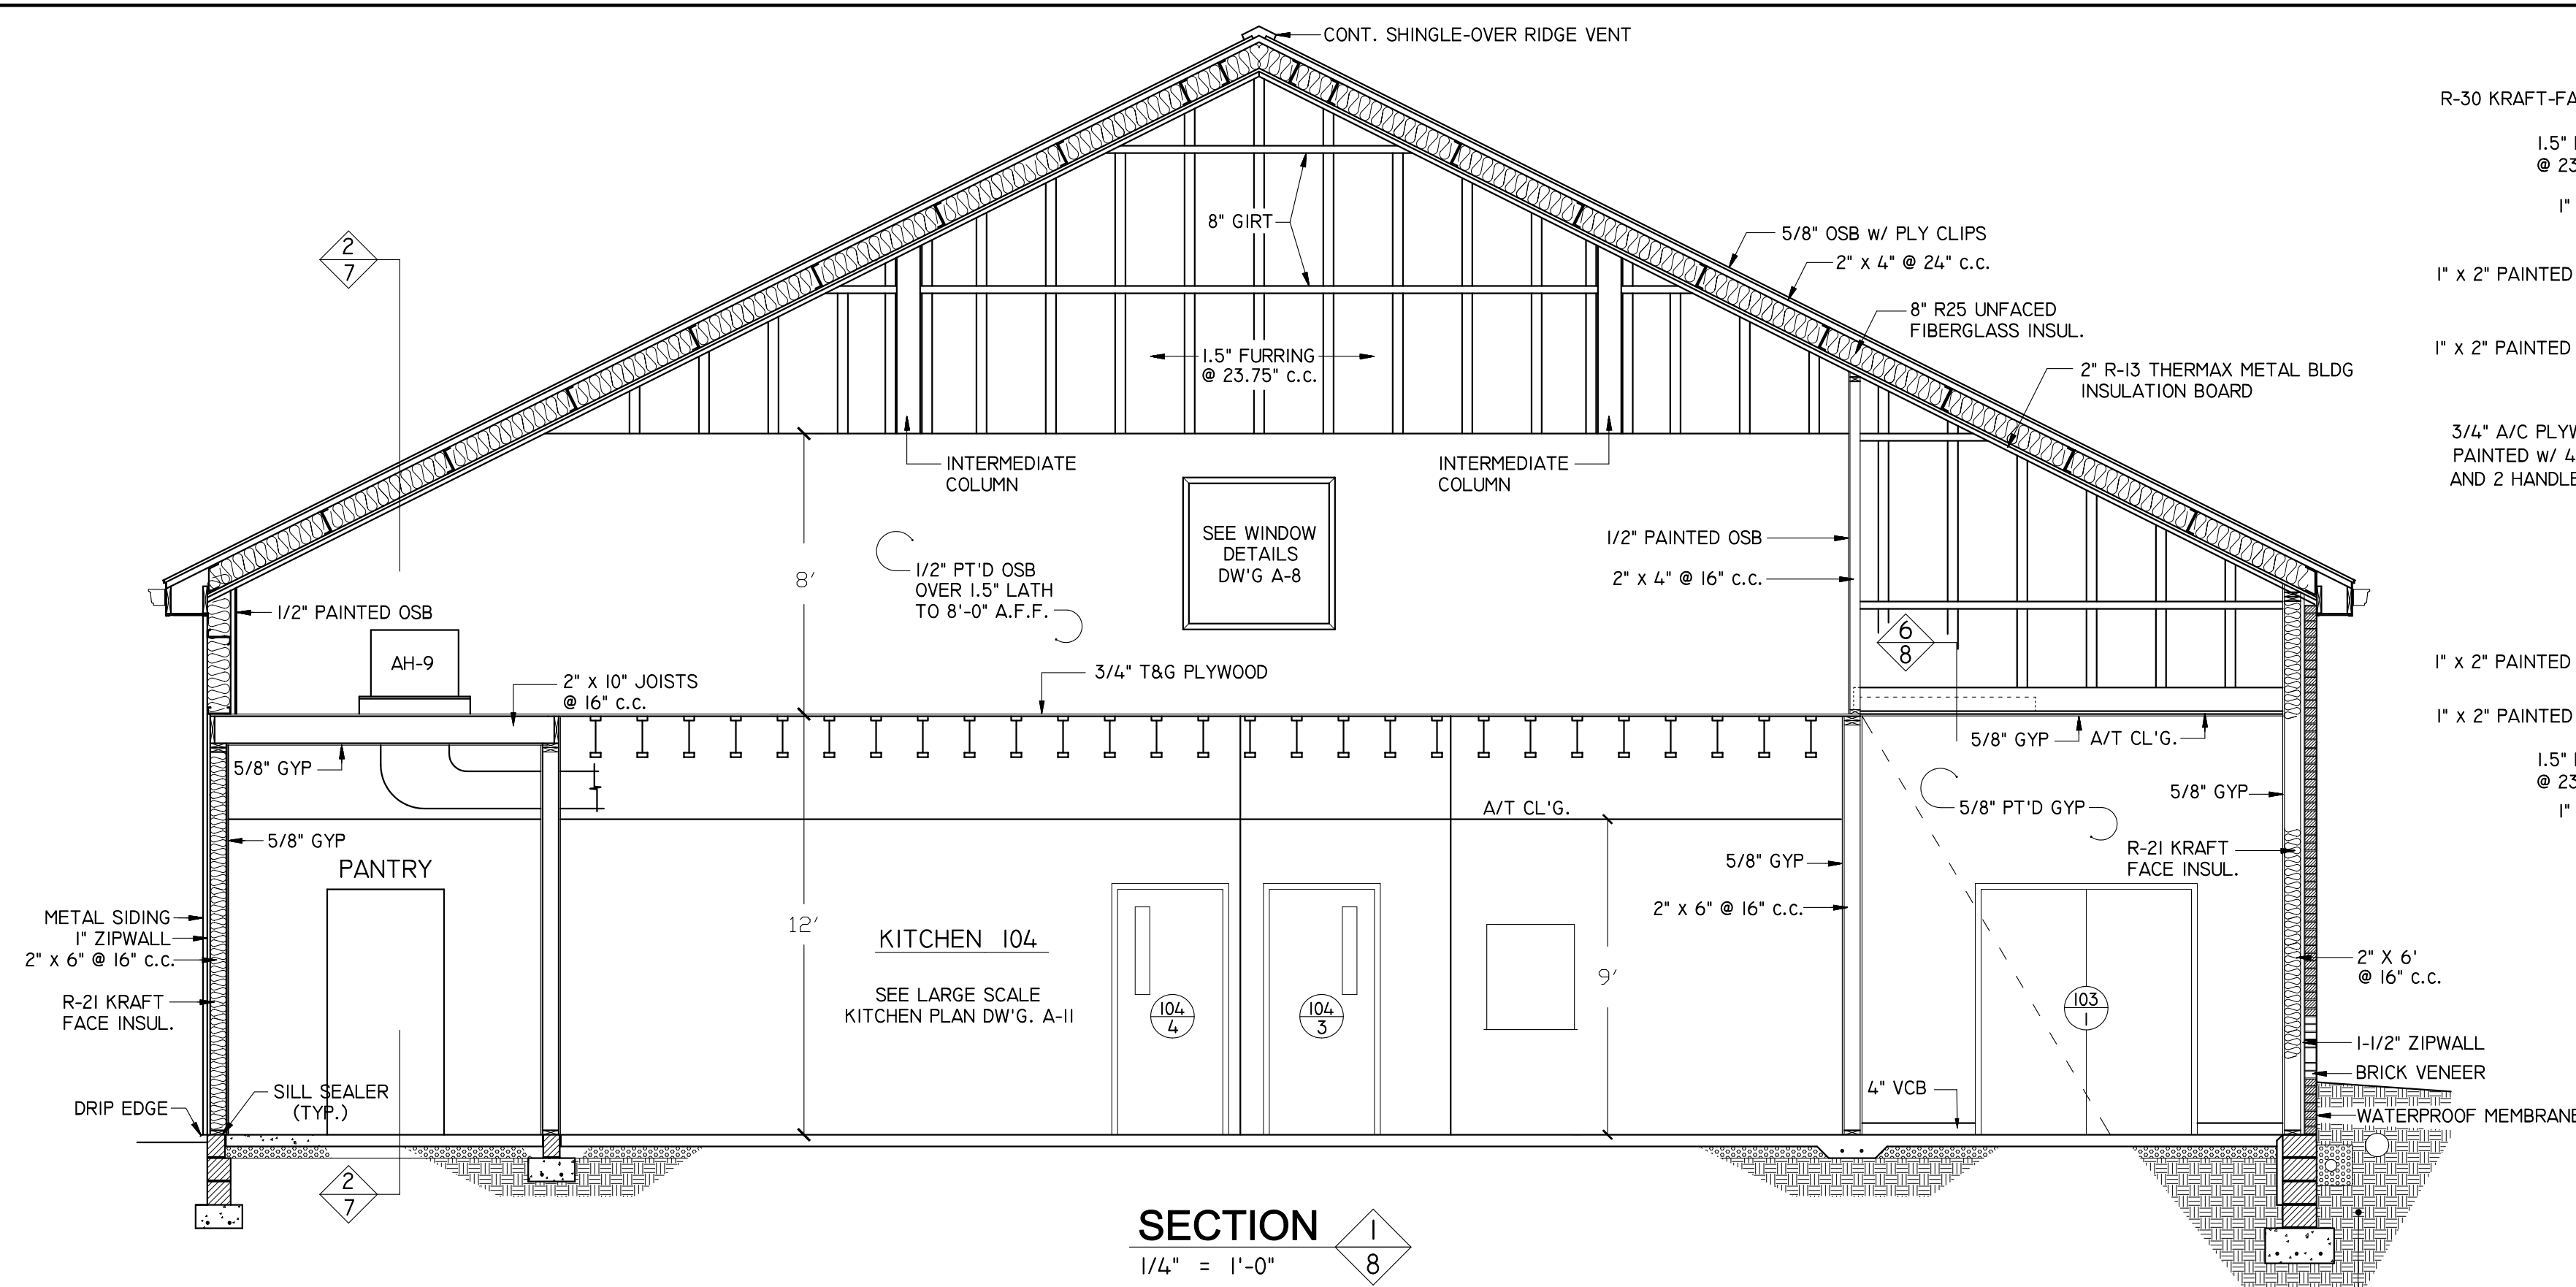 CONT. SHINGLE-OVER RIDGE VENT
R-30 KRAFT-FA
1.5"
@ 23
1"
8" GIRT
5/8" OSB w/ PLY CLIPS
2" x 4" @ 24" c.c.
2
7
1" x 2" PAINTED
8" R25 UNFACED
FIBERGLASS INSUL.
1.5" FURRING
@ 23.75" c.c.
1" x 2" PAINTED
2" R-13 THERMAX METAL BLDG
INSULATION BOARD
3/4" A/C PLYW
PAINTED w/ 4
AND 2 HANDLE
INTERMEDIATE
COLUMN
INTERMEDIATE
COLUMN
SEE WINDOW
DETAILS
DW'G A-8
1/2" PAINTED OSB
2" x 4" @ 16" c.c.
8'
1/2" PT'D OSB
OVER 1.5" LATH
TO 8'-0" A.F.F.
1/2" PAINTED OSB
6
8
AH-9
1" x 2" PAINTED
3/4" T&G PLYWOOD
2" x 10" JOISTS
@ 16" c.c.
1" x 2" PAINTED
5/8" GYP
A/T CL'G.
5/8" GYP
1.5"
@ 23
1"
5/8" GYP
A/T CL'G.
5/8" PT'D GYP
5/8" GYP
R-21 KRAFT
FACE INSUL.
5/8" GYP
2" x 6" @ 16" c.c.
PANTRY
METAL SIDING
1" ZIPWALL
2" x 6" @ 16" c.c.
R-21 KRAFT
FACE INSUL.
12'
KITCHEN 104
SEE LARGE SCALE
KITCHEN PLAN DW'G. A-11
9'
104
4
104
3
103
1
2" X 6'
@ 16" c.c.
1-1/2" ZIPWALL
BRICK VENEER
WATERPROOF MEMBRANE
4" VCB
SILL SEALER
(TYP.)
DRIP EDGE
2
7
SECTION
1
8
1/4" = 1'-0"